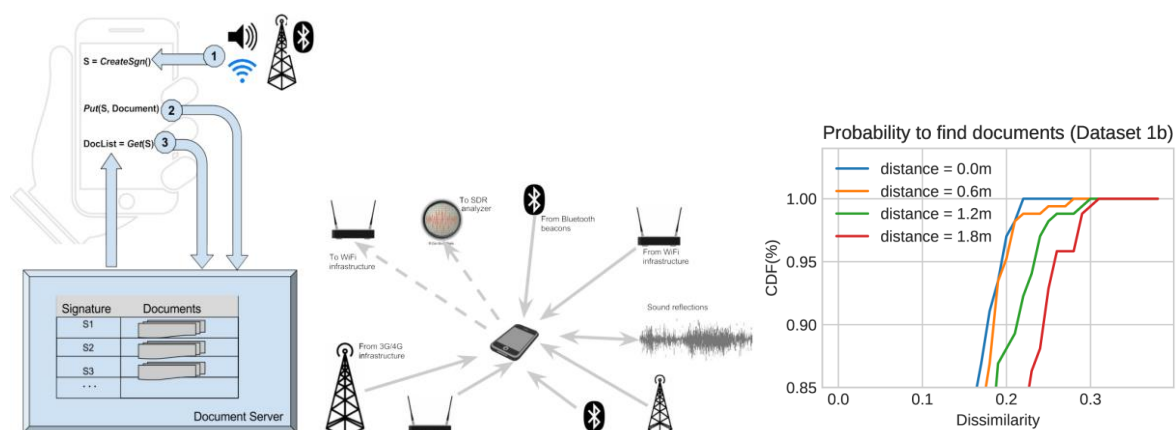 S = CreateSgn()
1
Put(S, Document)
2
DocList = Get(S)
3
Signature Documents
S1
S2
S3
. . .
Document Server
To WiFi
infrastructure
To SDR
analyzer
From Bluetooth
beacons
From WiFi
infrastructure
Sound reflections
From 3G/4G
infrastructure
Probability to find documents (Dataset 1b)
distance = 0.0m
distance = 0.6m
distance = 1.2m
distance = 1.8m
CDF(%)
1.00
0.95
0.90
0.85
0.0 0.1 0.2 0.3
Dissimilarity